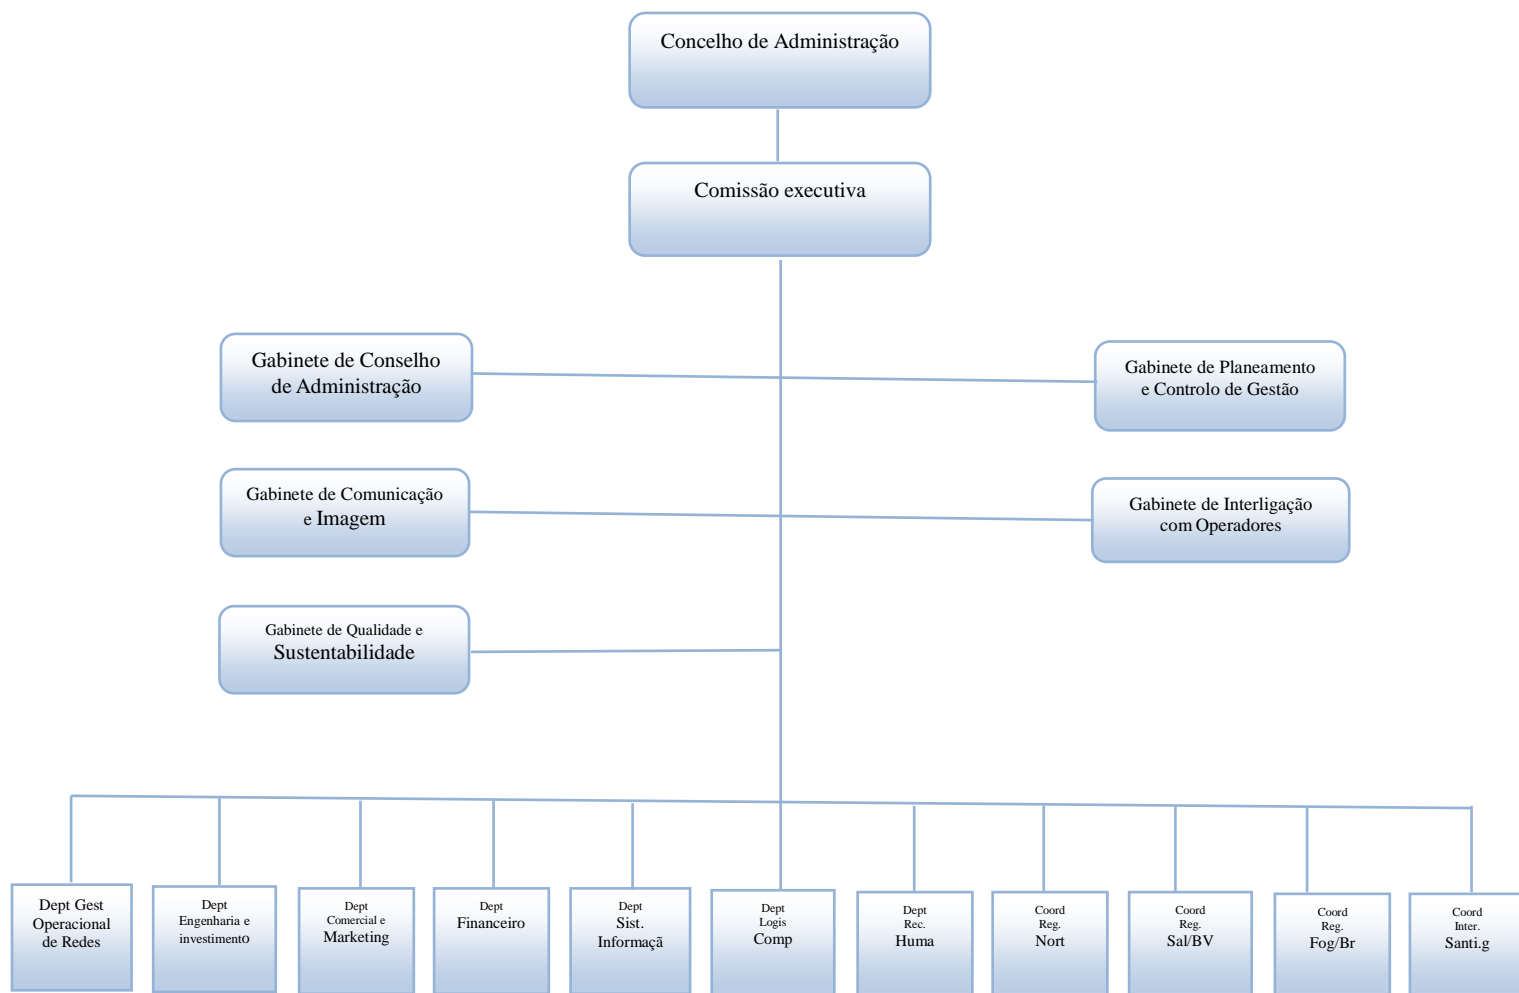 Concelho de Administração
Comissão executiva
Gabinete de Conselho
de Administração
Gabinete de Planeamento
e Controlo de Gestão
Gabinete de Comunicação
e Imagem
Gabinete de Interligação
com Operadores
Gabinete de Qualidade e
Sustentabilidade
Dept Gest
Operacional
de Redes
Dept
Engenharia e
investimento
Dept
Comercial e
Marketing
Dept
Financeiro
Dept
Sist.
Informaçã
Dept
Logis
Comp
Dept
Rec.
Huma
Coord
Reg.
Nort
Coord
Reg.
Sal/BV
Coord
Reg.
Fog/Br
Coord
Inter.
Santi.g